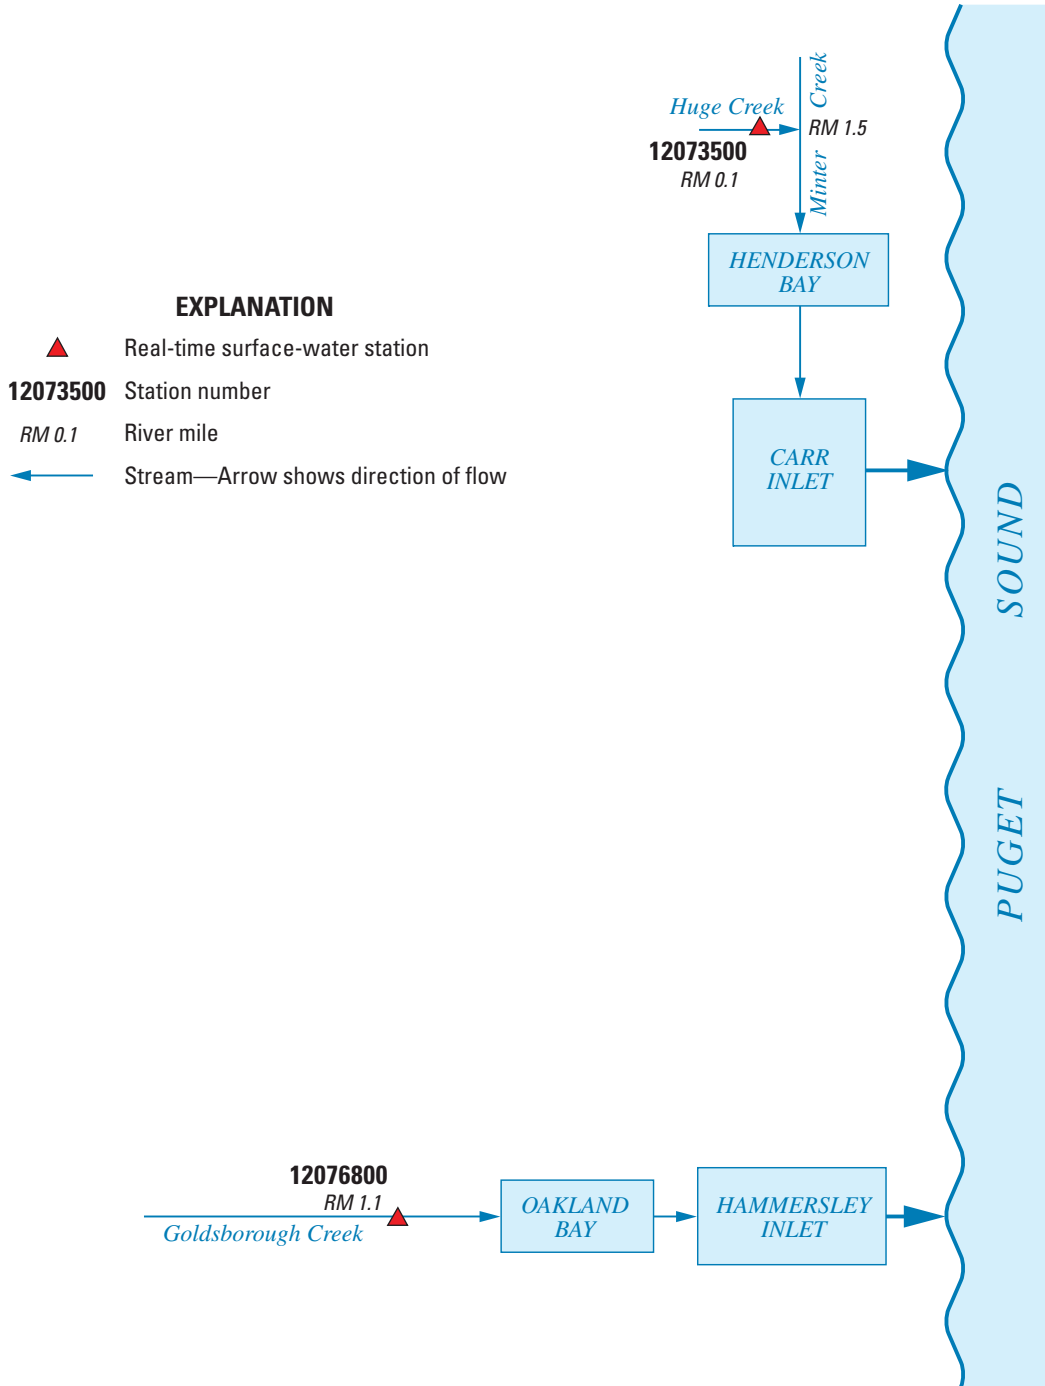 Huge Creek
12073500
RM 0.1
Minter Creek
RM 1.5
HENDERSON
BAY
EXPLANATION
Real-time surface-water station
12073500 Station number
RM 0.1 River mile
Stream—Arrow shows direction of flow
CARR
INLET
PUGET SOUND
12076800
RM 1.1
Goldsborough Creek
OAKLAND
BAY
HAMMERSLEY
INLET